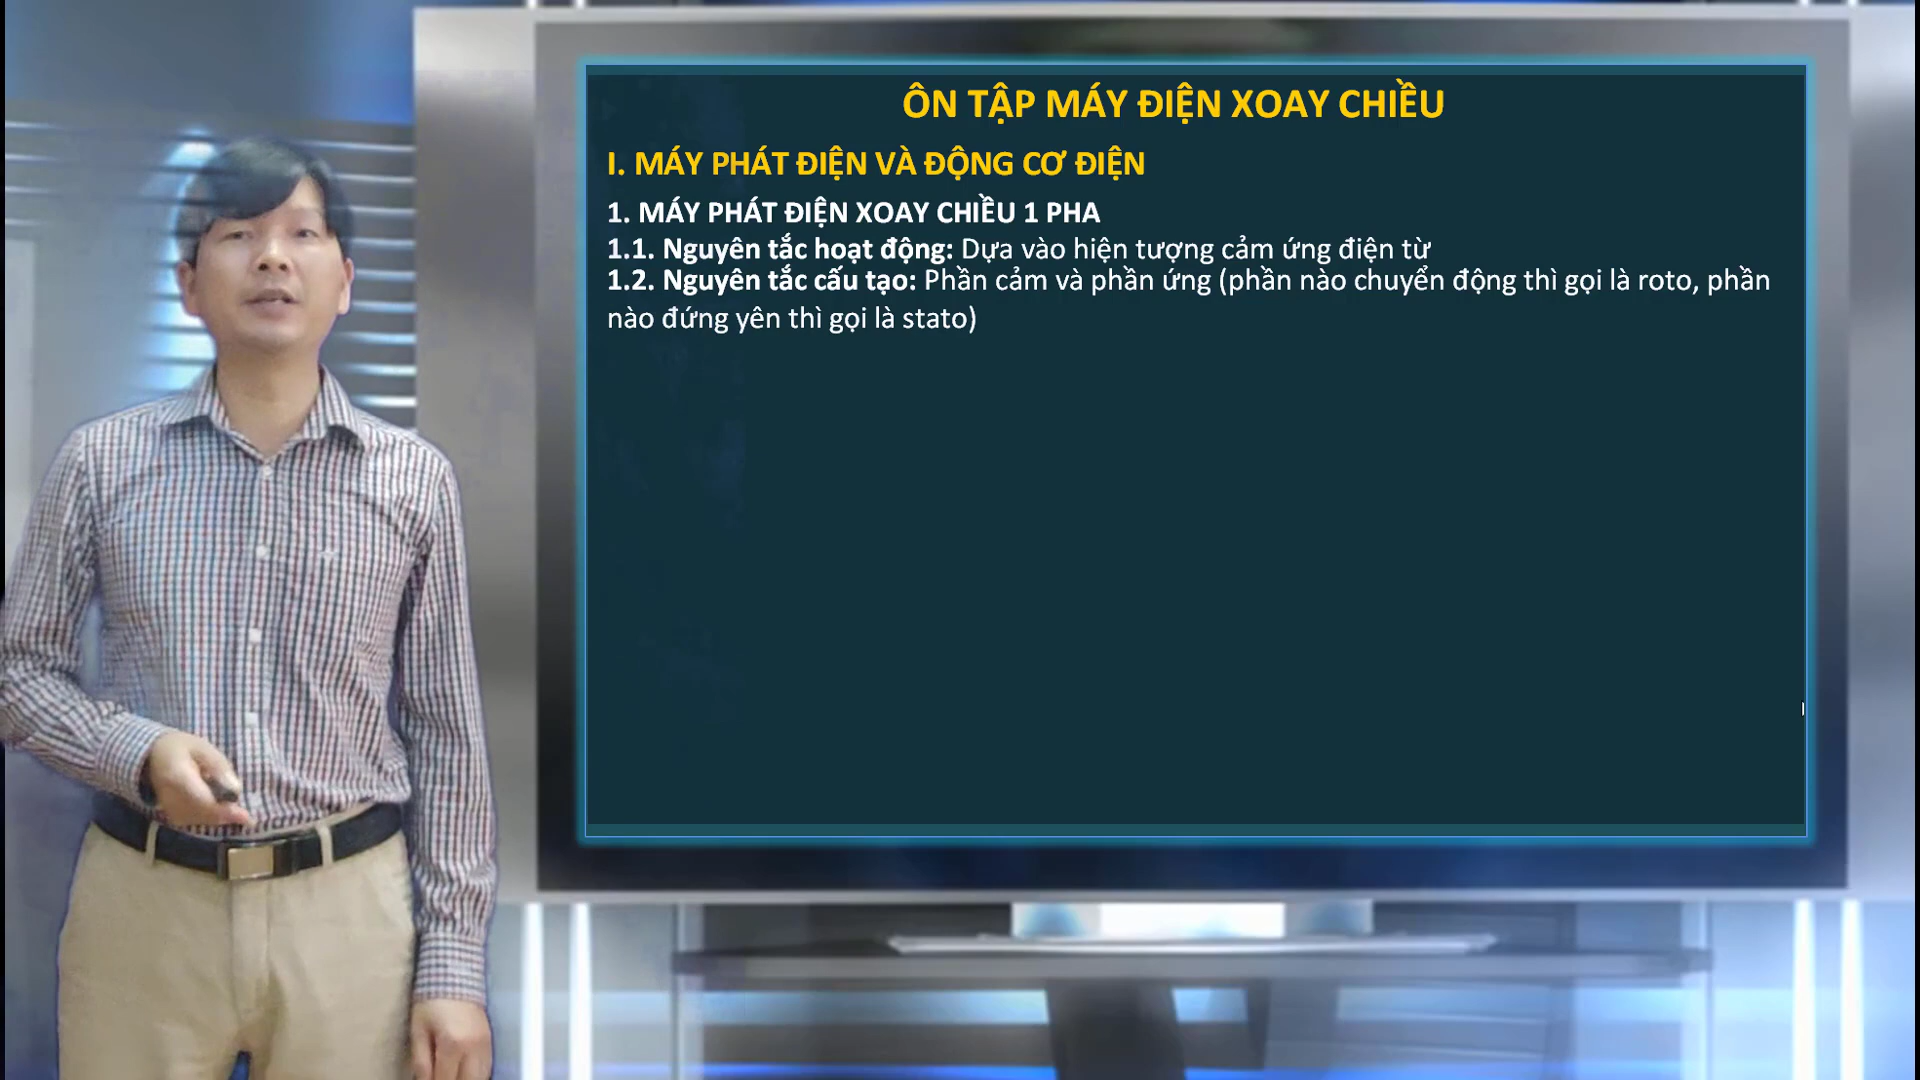 ÔN TẬP MÁY ĐIỆN XOAY CHIỀU
I. MÁY PHÁT ĐIỆN VÀ ĐỘNG CƠ ĐIỆN
1. MÁY PHÁT ĐIỆN XOAY CHIỀU 1 PHA
1.1. Nguyên tắc hoạt động: Dựa vào hiện tượng cảm ứng điện từ
1.2. Nguyên tắc cấu tạo: Phần cảm và phần ứng (phần nào chuyển động thì gọi là roto, phần
nào đứng yên thì gọi là stato)